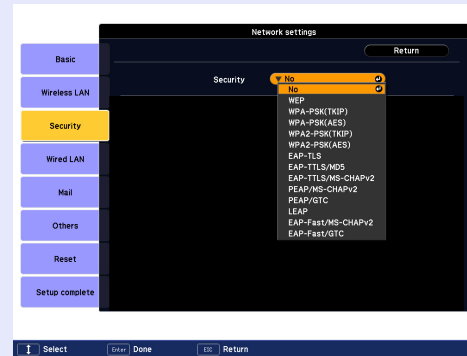 Network settings
Return
Basic
Wireless LAN
Security
Wired LAN
Mail
Others
Reset
Setup complete
Security
No
No
WEP
WPA-PSK(TKIP)
WPA-PSK(AES)
WPA2-PSK(TKIP)
WPA2-PSK(AES)
EAP-TLS
EAP-TTLS/MD5
EAP-TTLS/MS-CHAPv2
PEAP/MS-CHAPv2
PEAP/GTC
LEAP
EAP-Fast/MS-CHAPv2
EAP-Fast/GTC
Select Enter Done ESC Return